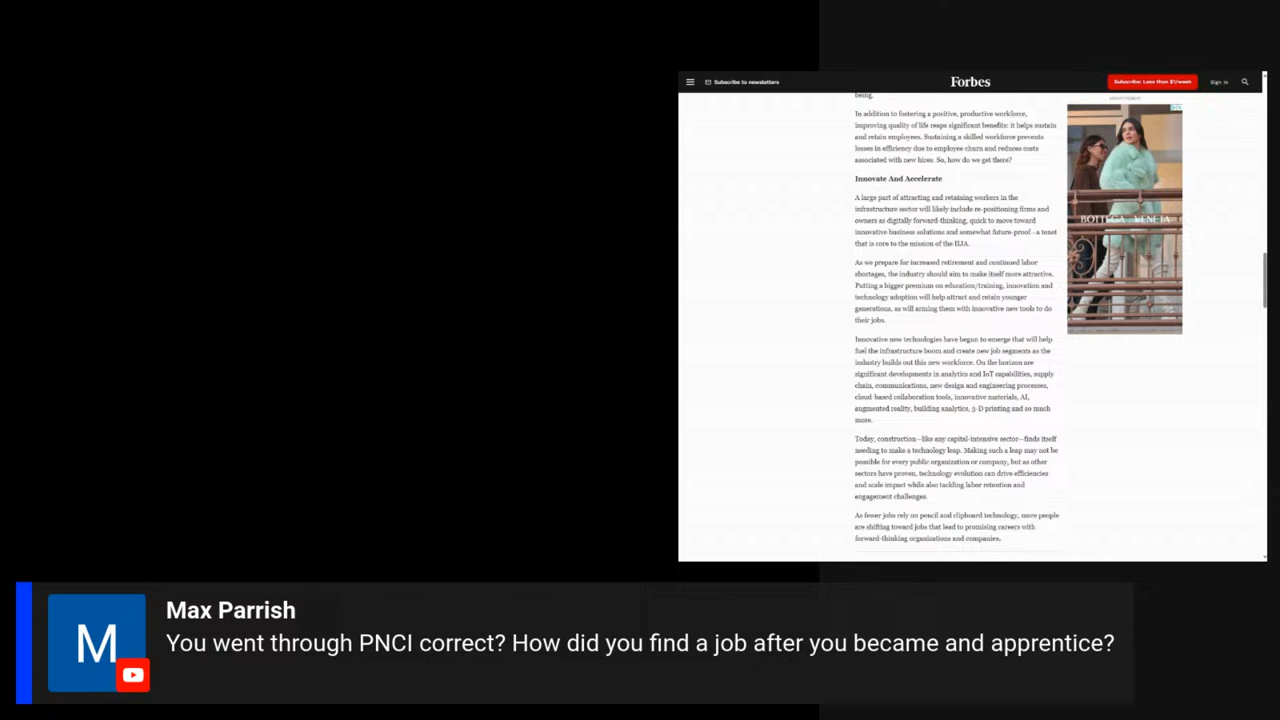 Subscribe to newsletters
Forbes
Subscribe: Less than $1/week
Sign In
being.
ADVERTISEMENT
In addition to fostering a positive, productive workforce,
improving quality of life reaps significant benefits: it helps sustain
and retain employees. Sustaining a skilled workforce prevents
losses in efficiency due to employee churn and reduces costs
associated with new hires. So, how do we get there?
Innovate And Accelerate
A large part of attracting and retaining workers in the
infrastructure sector will likely include re-positioning firms and
owners as digitally forward-thinking, quick to move toward
innovative business solutions and somewhat future-proof—a tenet
that is core to the mission of the IIJA.
BOTTEGA VENETA
As we prepare for increased retirement and continued labor
shortages, the industry should aim to make itself more attractive.
Putting a bigger premium on education/training, innovation and
technology adoption will help attract and retain younger
generations, as will arming them with innovative new tools to do
their jobs.
Innovative new technologies have begun to emerge that will help
fuel the infrastructure boom and create new job segments as the
industry builds out this new workforce. On the horizon are
significant developments in analytics and IoT capabilities, supply
chain, communications, new design and engineering processes,
cloud-based collaboration tools, innovative materials, AI,
augmented reality, building analytics, 3-D printing and so much
more.
Today, construction—like any capital-intensive sector—finds itself
needing to make a technology leap. Making such a leap may not be
possible for every public organization or company, but as other
sectors have proven, technology evolution can drive efficiencies
and scale impact while also tackling labor retention and
engagement challenges.
As fewer jobs rely on pencil and clipboard technology, more people
are shifting toward jobs that lead to promising careers with
forward-thinking organizations and companies.
M
Max Parrish
You went through PNCI correct? How did you find a job after you became and apprentice?